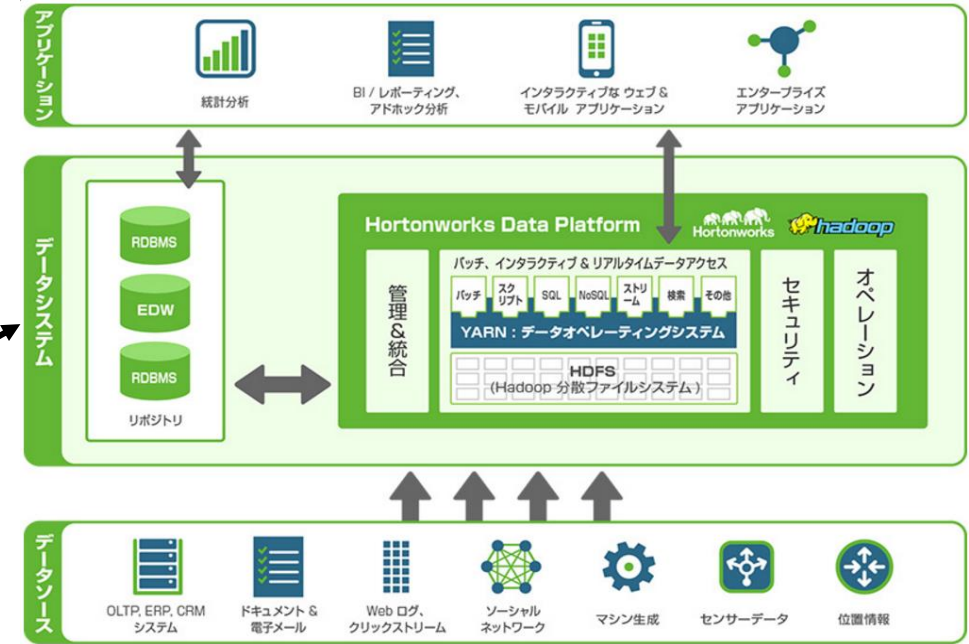 アプリケーション
統計分析
BI / レポーティング、
アドホック分析
インタラクティブな ウェブ &
モバイル アプリケーション
エンタープライズ
アプリケーション
データシステム
RDBMS
EDW
RDBMS
リポジトリ
Hortonworks Data Platform
Hortonworks
hadoop
管理&統合
バッチ、インタラクティブ & リアルタイムデータアクセス
バッチ
スク
リプト
SQL
NoSQL
ストリ
ーム
検索
その他
YARN : データオペレーティングシステム
HDFS
(Hadoop 分散ファイルシステム)
セキュリティ
オペレーション
データソース
OLTP, ERP, CRM
システム
ドキュメント &
電子メール
Web ログ、
クリックストリーム
ソーシャル
ネットワーク
マシン生成
センサーデータ
位置情報